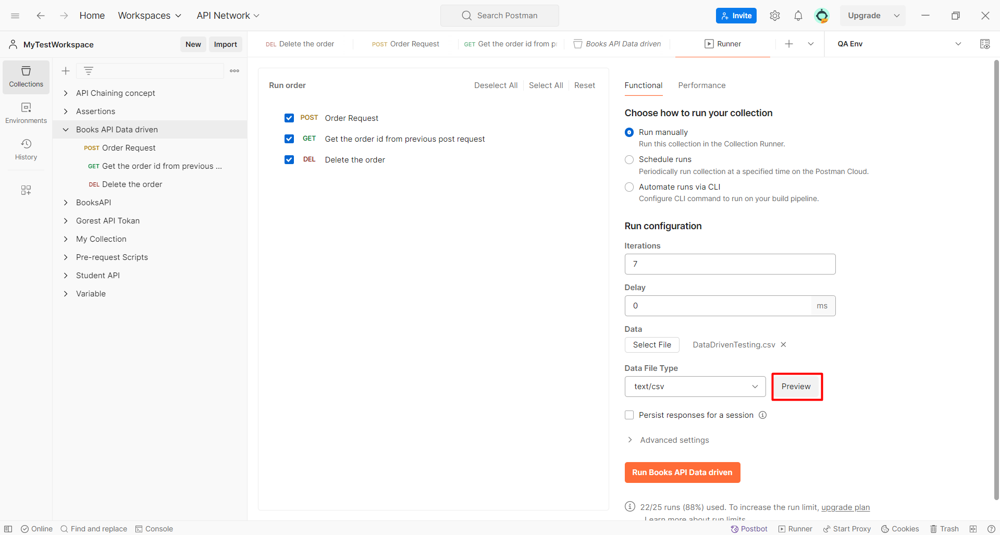 Home Workspaces API Network Search Postman Invite Upgrade
MyTestWorkspace New Import
DEL Delete the order POST Order Request GET Get the order id from p Books API Data driven Runner QA Env
Collections
Environments
History
API Chaining concept
Assertions
Books API Data driven
POST Order Request
GET Get the order id from previous ...
DEL Delete the order
BooksAPI
Gorest API Tokan
My Collection
Pre-request Scripts
Student API
Variable
Run order Deselect All Select All Reset
POST Order Request
GET Get the order id from previous post request
DEL Delete the order
Functional Performance
Choose how to run your collection
Run manually
Run this collection in the Collection Runner.
Schedule runs
Periodically run collection at a specified time on the Postman Cloud.
Automate runs via CLI
Configure CLI command to run on your build pipeline.
Run configuration
Iterations
7
Delay
0 ms
Data
Select File DataDrivenTesting.csv
Data File Type
text/csv Preview
Persist responses for a session
Advanced settings
Run Books API Data driven
22/25 runs (88%) used. To increase the run limit, upgrade plan
Learn more about run limits
Online Find and replace Console Postbot Runner Start Proxy Cookies Trash